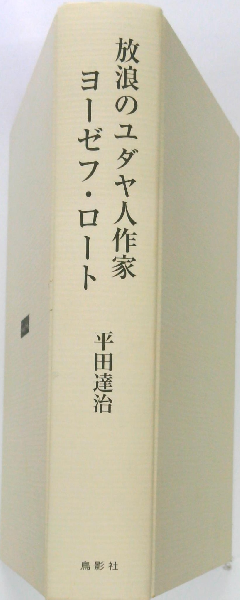 放浪のユダヤ人作家
ヨーゼフ・ロート
平田達治
鳥影社